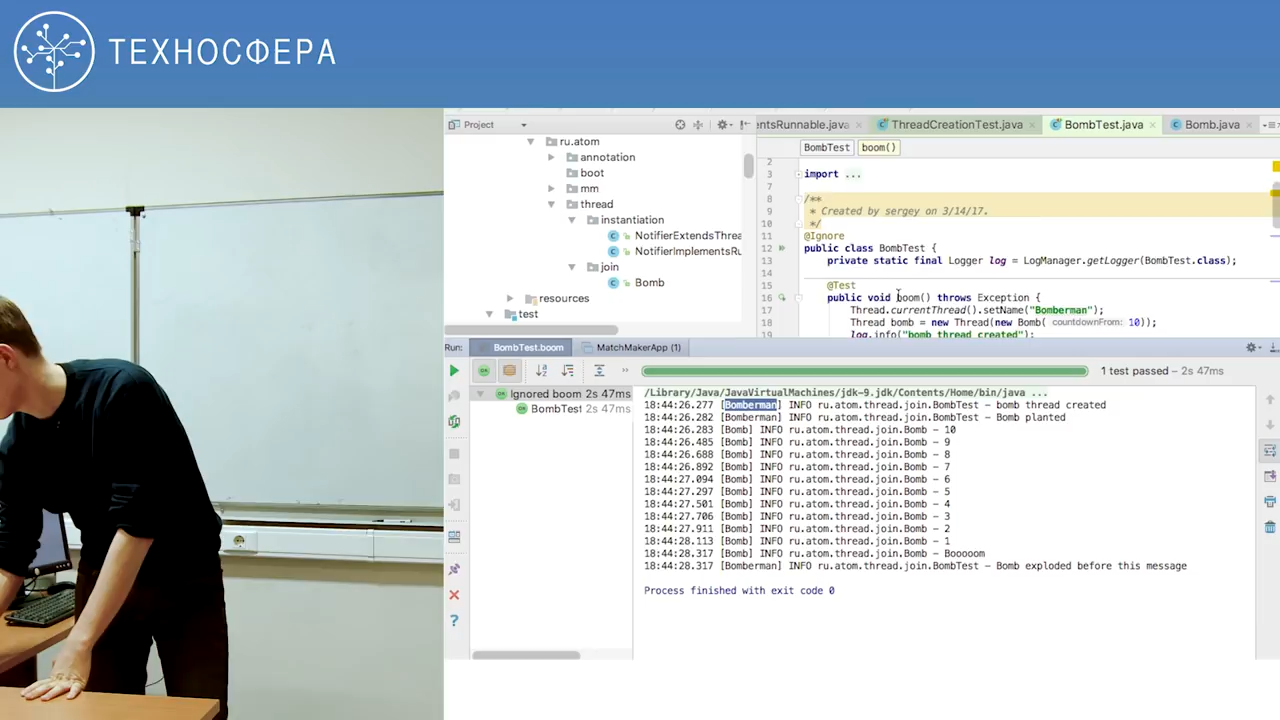 ТЕХНОСФЕРА
Project
ru.atom
annotation
boot
mm
thread
instantiation
NotifierExtendsThrea
NotifierImplementsRu
join
Bomb
resources
test
entsRunnable.java
ThreadCreationTest.java
BombTest.java
Bomb.java
BombTest
boom()
2
3 import ...
7
8 /**
9 * Created by sergey on 3/14/17.
10 */
11 @Ignore
12 public class BombTest {
13 private static final Logger log = LogManager.getLogger(BombTest.class);
14
15 @Test
16 public void boom() throws Exception {
17 Thread.currentThread().setName("Bomberman");
18 Thread bomb = new Thread(new Bomb( countdownFrom: 10));
19 log.info("bomb thread created");
Run: BombTest.boom MatchMakerApp (1)
1 test passed – 2s 47ms
Ignored boom 2s 47ms
BombTest 2s 47ms
/Library/Java/JavaVirtualMachines/jdk-9.jdk/Contents/Home/bin/java ...
18:44:26.277 [Bomberman] INFO ru.atom.thread.join.BombTest – bomb thread created
18:44:26.282 [Bomberman] INFO ru.atom.thread.join.BombTest – Bomb planted
18:44:26.283 [Bomb] INFO ru.atom.thread.join.Bomb – 10
18:44:26.485 [Bomb] INFO ru.atom.thread.join.Bomb – 9
18:44:26.688 [Bomb] INFO ru.atom.thread.join.Bomb – 8
18:44:26.892 [Bomb] INFO ru.atom.thread.join.Bomb – 7
18:44:27.094 [Bomb] INFO ru.atom.thread.join.Bomb – 6
18:44:27.297 [Bomb] INFO ru.atom.thread.join.Bomb – 5
18:44:27.501 [Bomb] INFO ru.atom.thread.join.Bomb – 4
18:44:27.706 [Bomb] INFO ru.atom.thread.join.Bomb – 3
18:44:27.911 [Bomb] INFO ru.atom.thread.join.Bomb – 2
18:44:28.113 [Bomb] INFO ru.atom.thread.join.Bomb – 1
18:44:28.317 [Bomb] INFO ru.atom.thread.join.Bomb – Booooom
18:44:28.317 [Bomberman] INFO ru.atom.thread.join.BombTest – Bomb exploded before this message
Process finished with exit code 0